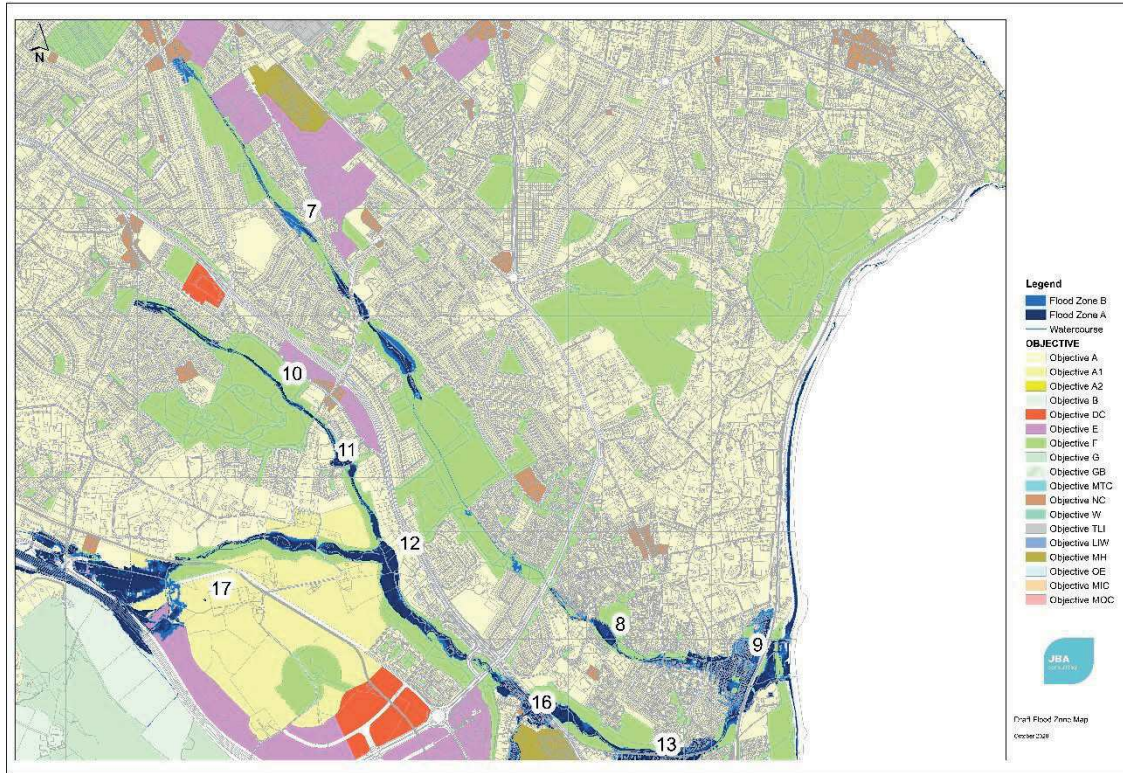 N
7
10
11
12
17
8
9
16
13
Legend
Flood Zone B
Flood Zone A
Watercourse
OBJECTIVE
Objective A
Objective A1
Objective A2
Objective B
Objective DC
Objective E
Objective F
Objective G
Objective GB
Objective MTC
Objective NC
Objective W
Objective TLI
Objective LIW
Objective MH
Objective OE
Objective MIC
Objective MOC
JBA
consulting
Draft Flood Zone Map
October 2020